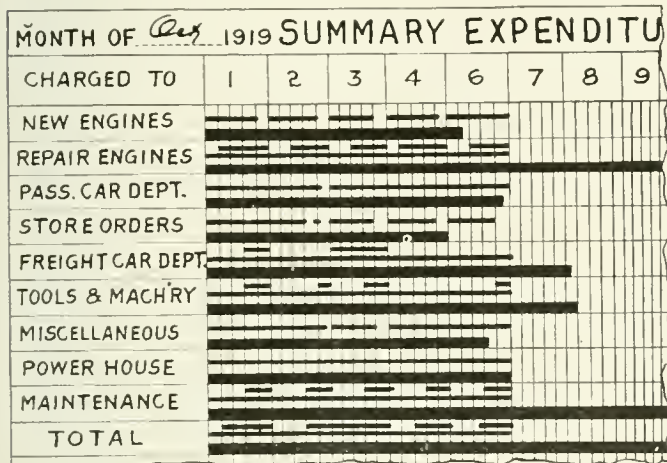 MONTH OF Oct 1919 SUMMARY EXPENDITU
CHARGED TO 1 2 3 4 6 7 8 9
NEW ENGINES
REPAIR ENGINES
PASS. CAR DEPT.
STORE ORDERS
FREIGHT CAR DEPT.
TOOLS & MACH'RY
MISCELLANEOUS
POWER HOUSE
MAINTENANCE
TOTAL